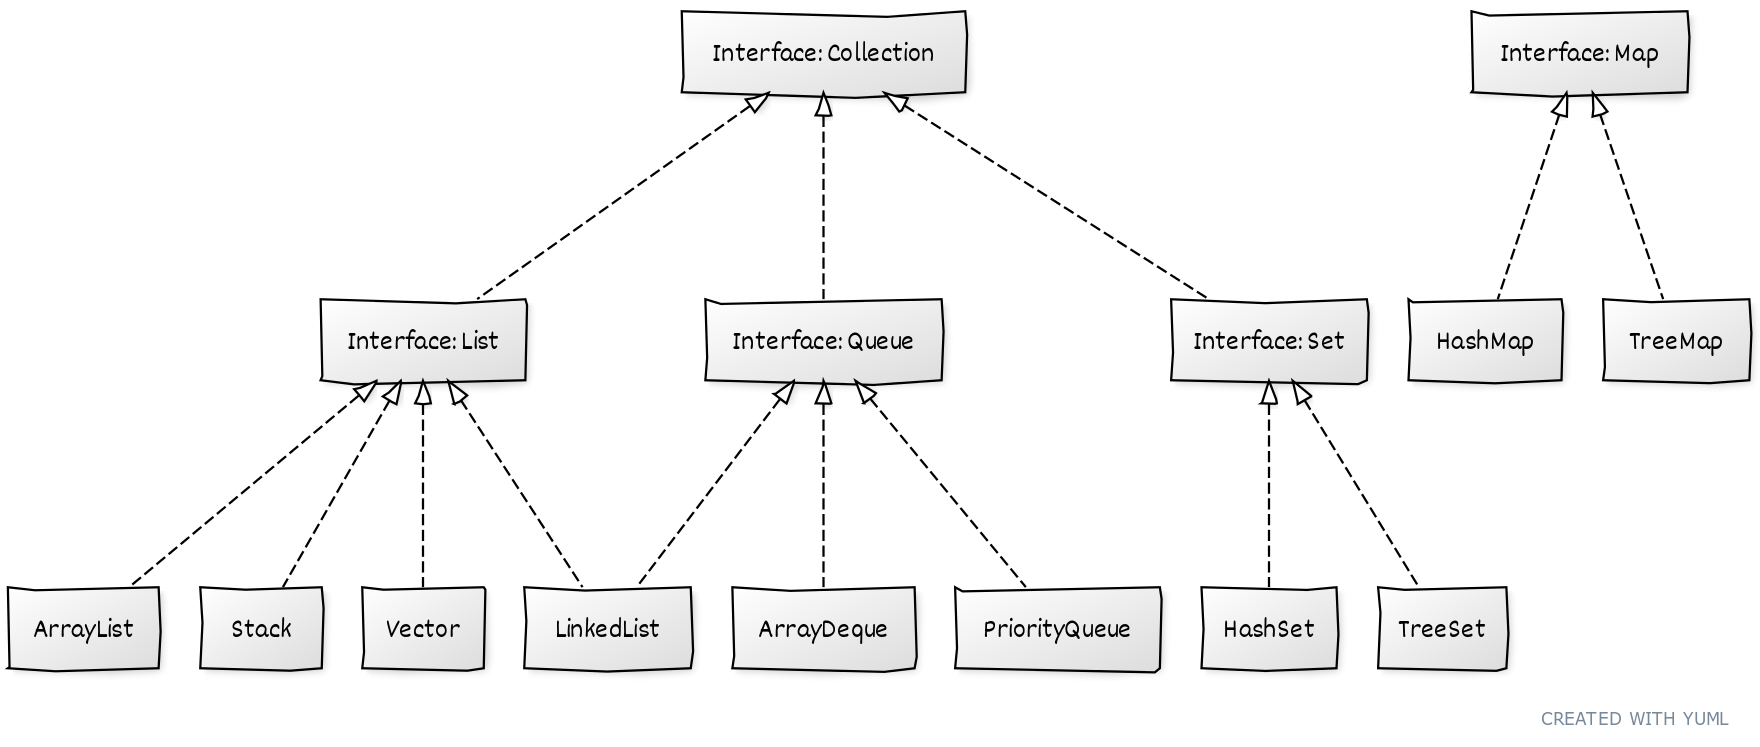 Interface: Collection
Interface: Map
Interface: List
Interface: Queue
Interface: Set
HashMap
TreeMap
ArrayList
Stack
Vector
LinkedList
ArrayDeque
PriorityQueue
HashSet
TreeSet
CREATED WITH YUML